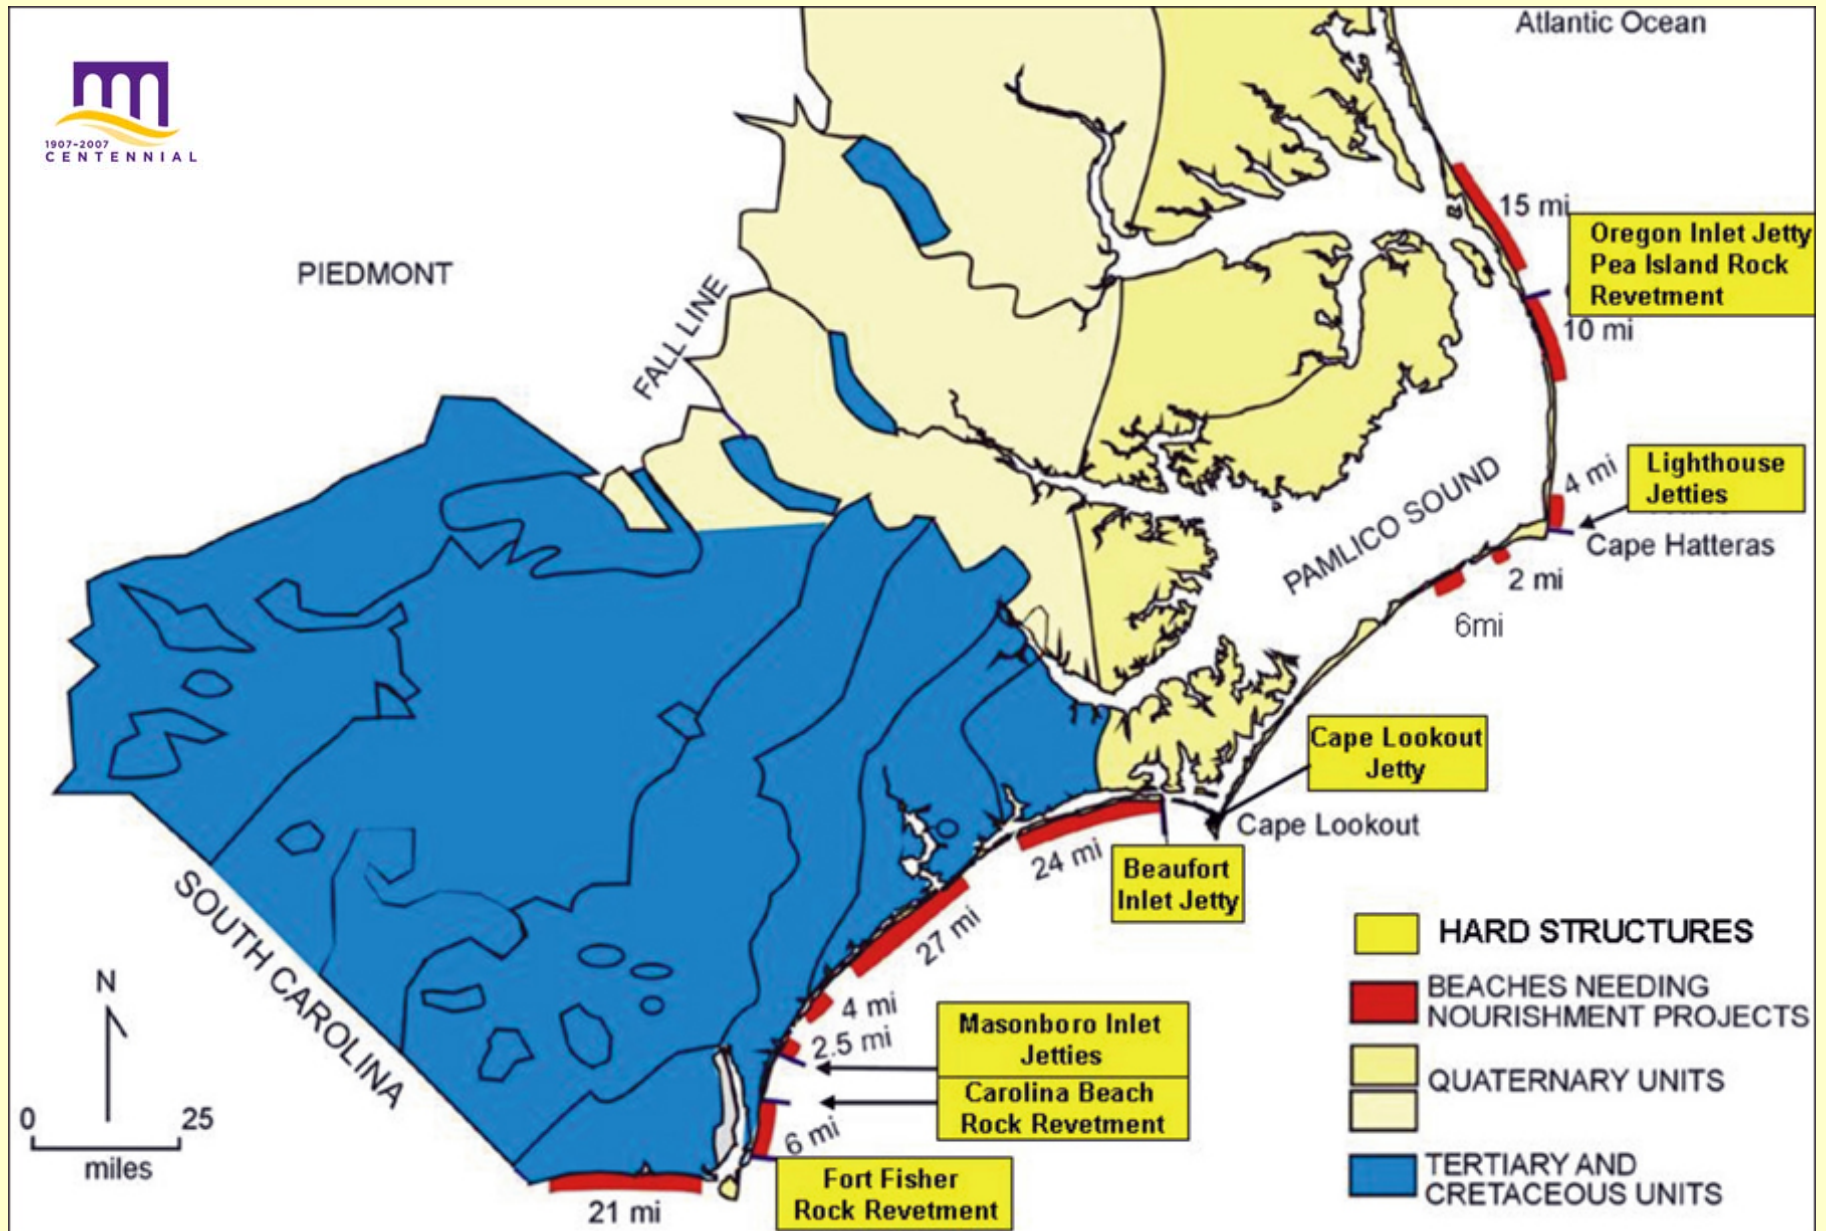 Atlantic Ocean
1907-2007
CENTENNIAL
15 mi
Oregon Inlet Jetty
Pea Island Rock
Revetment
PIEDMONT
FALL LINE
10 mi
Lighthouse
Jetties
4 mi
PAMLICO SOUND
Cape Hatteras
2 mi
6mi
Cape Lookout
Jetty
Cape Lookout
24 mi
Beaufort
Inlet Jetty
SOUTH CAROLINA
27 mi
HARD STRUCTURES
BEACHES NEEDING
NOURISHMENT PROJECTS
QUATERNARY UNITS
TERTIARY AND
CRETACEOUS UNITS
N
0 25
miles
4 mi
2.5 mi
Masonboro Inlet
Jetties
Carolina Beach
Rock Revetment
6 mi
Fort Fisher
Rock Revetment
21 mi